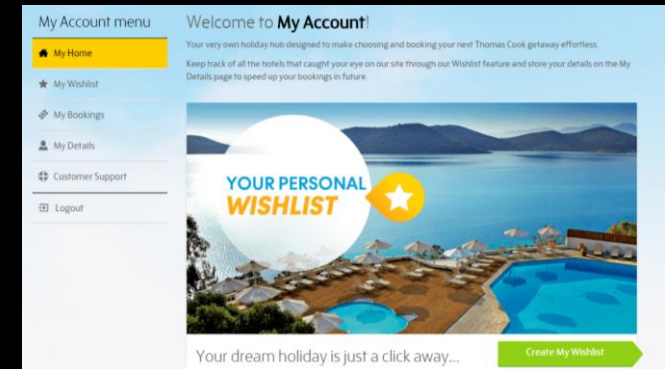 My Account menu
My Home
My Wishlist
My Bookings
My Details
Customer Support
Logout
Welcome to My Account!
Your very own holiday hub designed to make choosing and booking your next Thomas Cook getaway effortless.
Keep track of all the hotels that caught your eye on our site through our Wishlist feature and store your details on the My
Details page to speed up your bookings in future.
YOUR PERSONAL
WISHLIST
Your dream holiday is just a click away...
Create My Wishlist